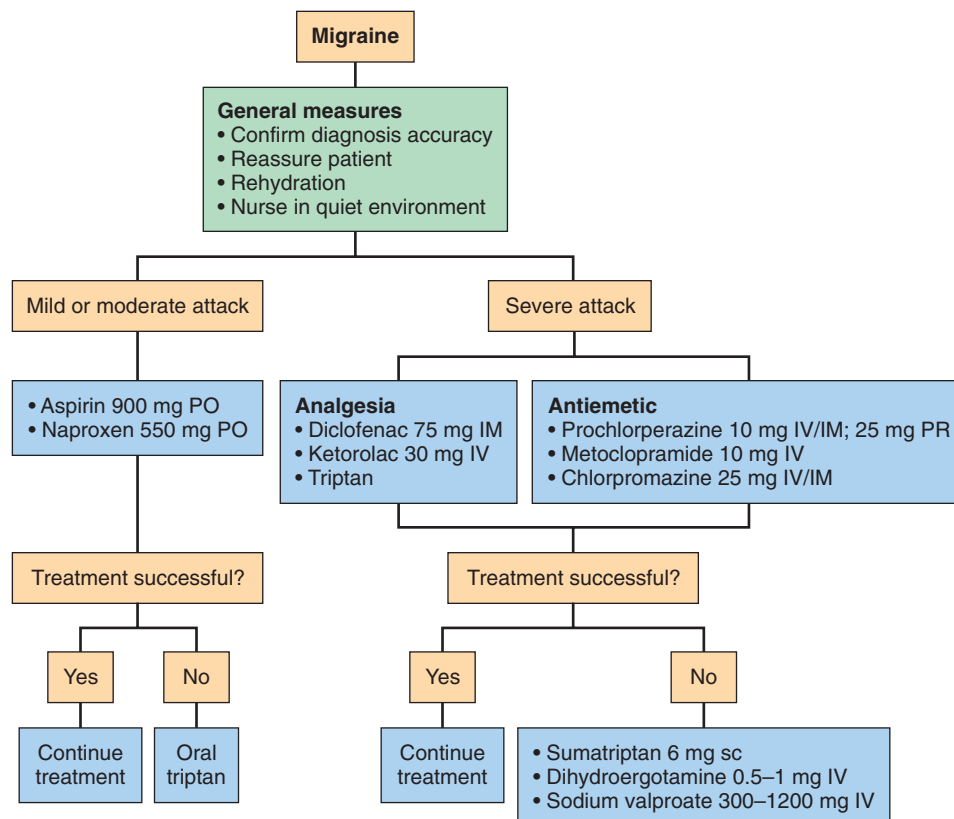 Migraine
General measures
• Confirm diagnosis accuracy
• Reassure patient
• Rehydration
• Nurse in quiet environment
Mild or moderate attack
Severe attack
• Aspirin 900 mg PO
• Naproxen 550 mg PO
Analgesia
• Diclofenac 75 mg IM
• Ketorolac 30 mg IV
• Triptan
Antiemetic
• Prochlorperazine 10 mg IV/IM; 25 mg PR
• Metoclopramide 10 mg IV
• Chlorpromazine 25 mg IV/IM
Treatment successful?
Treatment successful?
Yes
No
Yes
No
Continue
treatment
Oral
triptan
Continue
treatment
• Sumatriptan 6 mg sc
• Dihydroergotamine 0.5–1 mg IV
• Sodium valproate 300–1200 mg IV